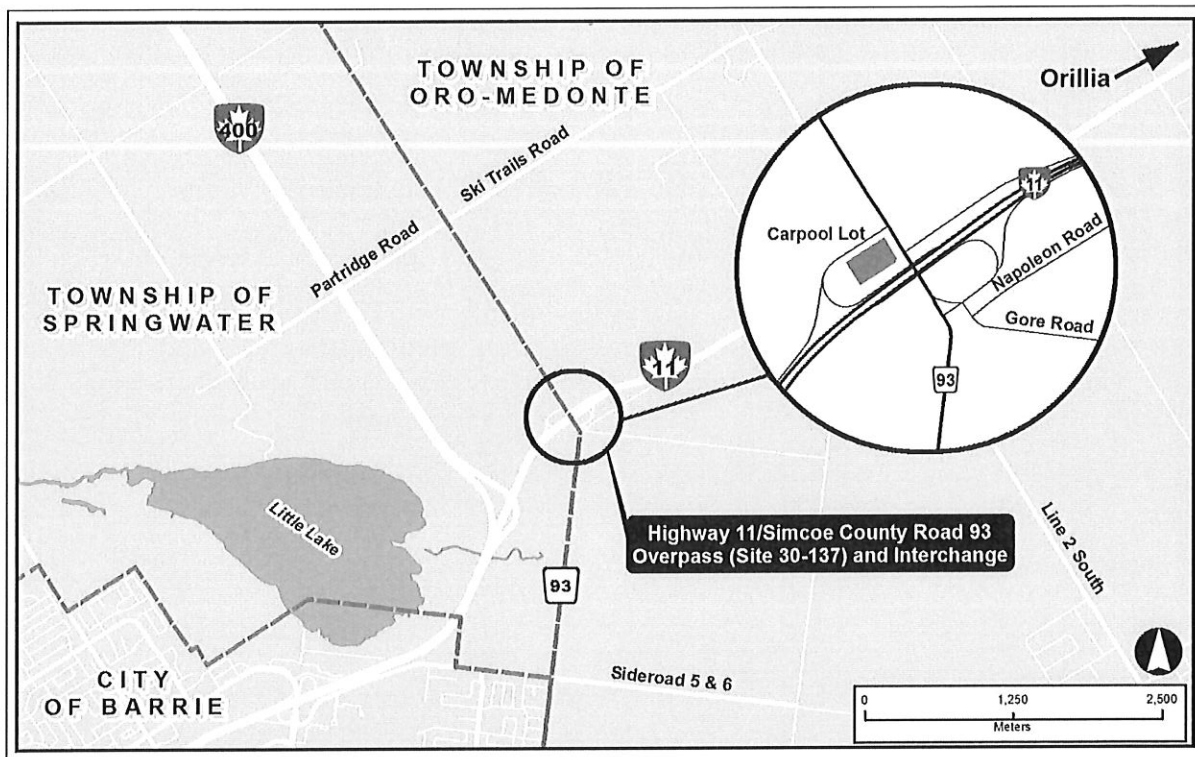 TOWNSHIP OF
ORO-MEDONTE
Orillia
400
Ski Trails Road
Partridge Road
TOWNSHIP OF
SPRINGWATER
11
Carpool Lot
11
Napoleon Road
Gore Road
93
Little Lake
Highway 11/Simcoe County Road 93
Overpass (Site 30-137) and Interchange
Line 2 South
93
CITY
OF BARRIE
Sideroad 5 & 6
0 1,250 2,500
Meters